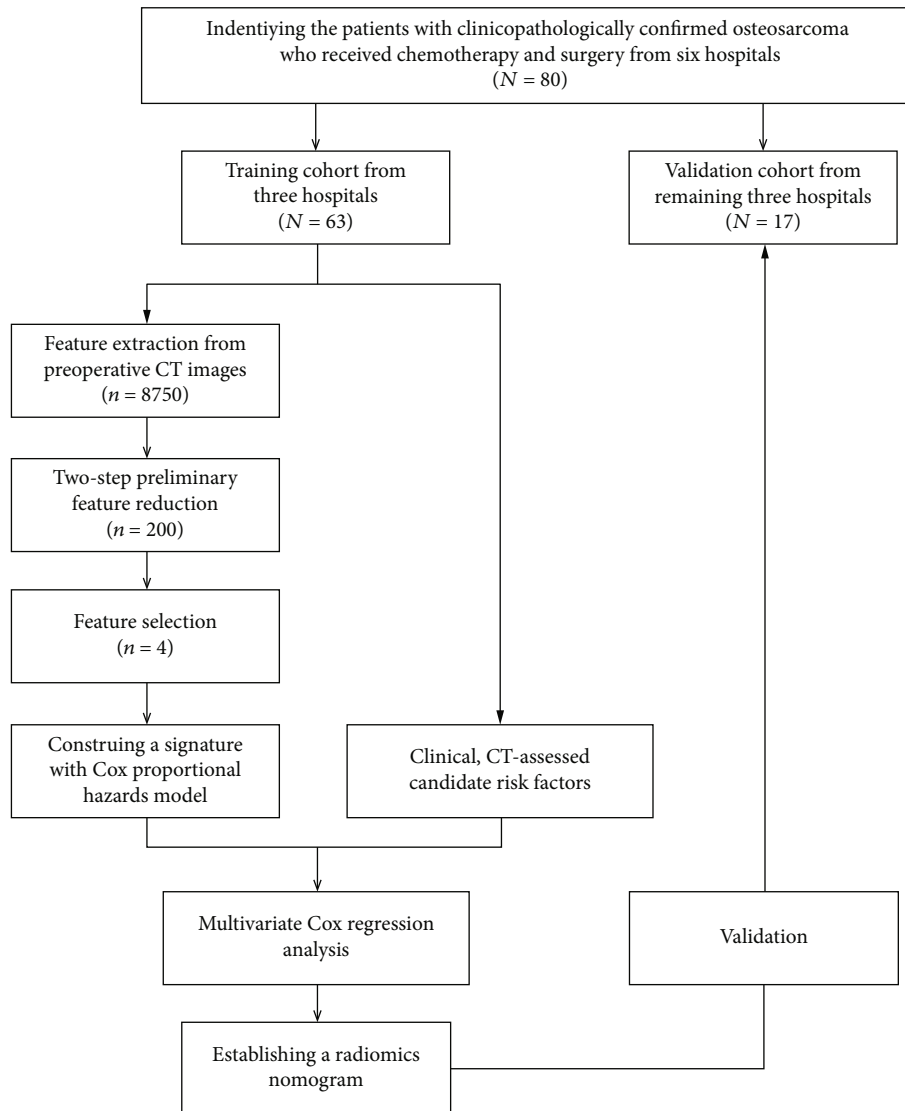 Indentiying the patients with clinicopathologically confirmed osteosarcoma
who received chemotherapy and surgery from six hospitals
(N = 80)
Training cohort from
three hospitals
(N = 63)
Validation cohort from
remaining three hospitals
(N = 17)
Feature extraction from
preoperative CT images
(n = 8750)
Two-step preliminary
feature reduction
(n = 200)
Feature selection
(n = 4)
Construing a signature
with Cox proportional
hazards model
Clinical, CT-assessed
candidate risk factors
Multivariate Cox regression
analysis
Validation
Establishing a radiomics
nomogram